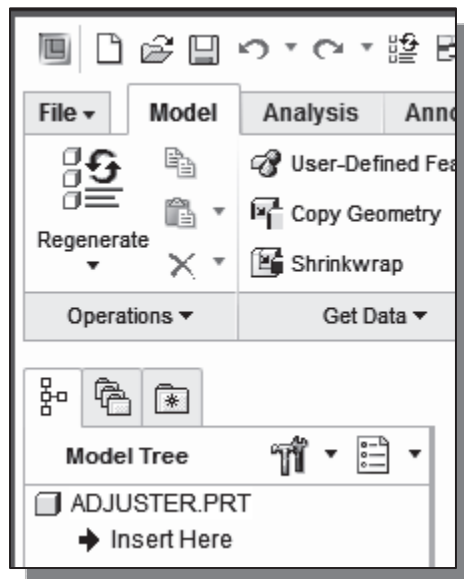 File Model Analysis Anno
User-Defined Fea
Copy Geometry
Regenerate
Shrinkwrap
Operations Get Data
Model Tree
ADJUSTER.PRT
Insert Here